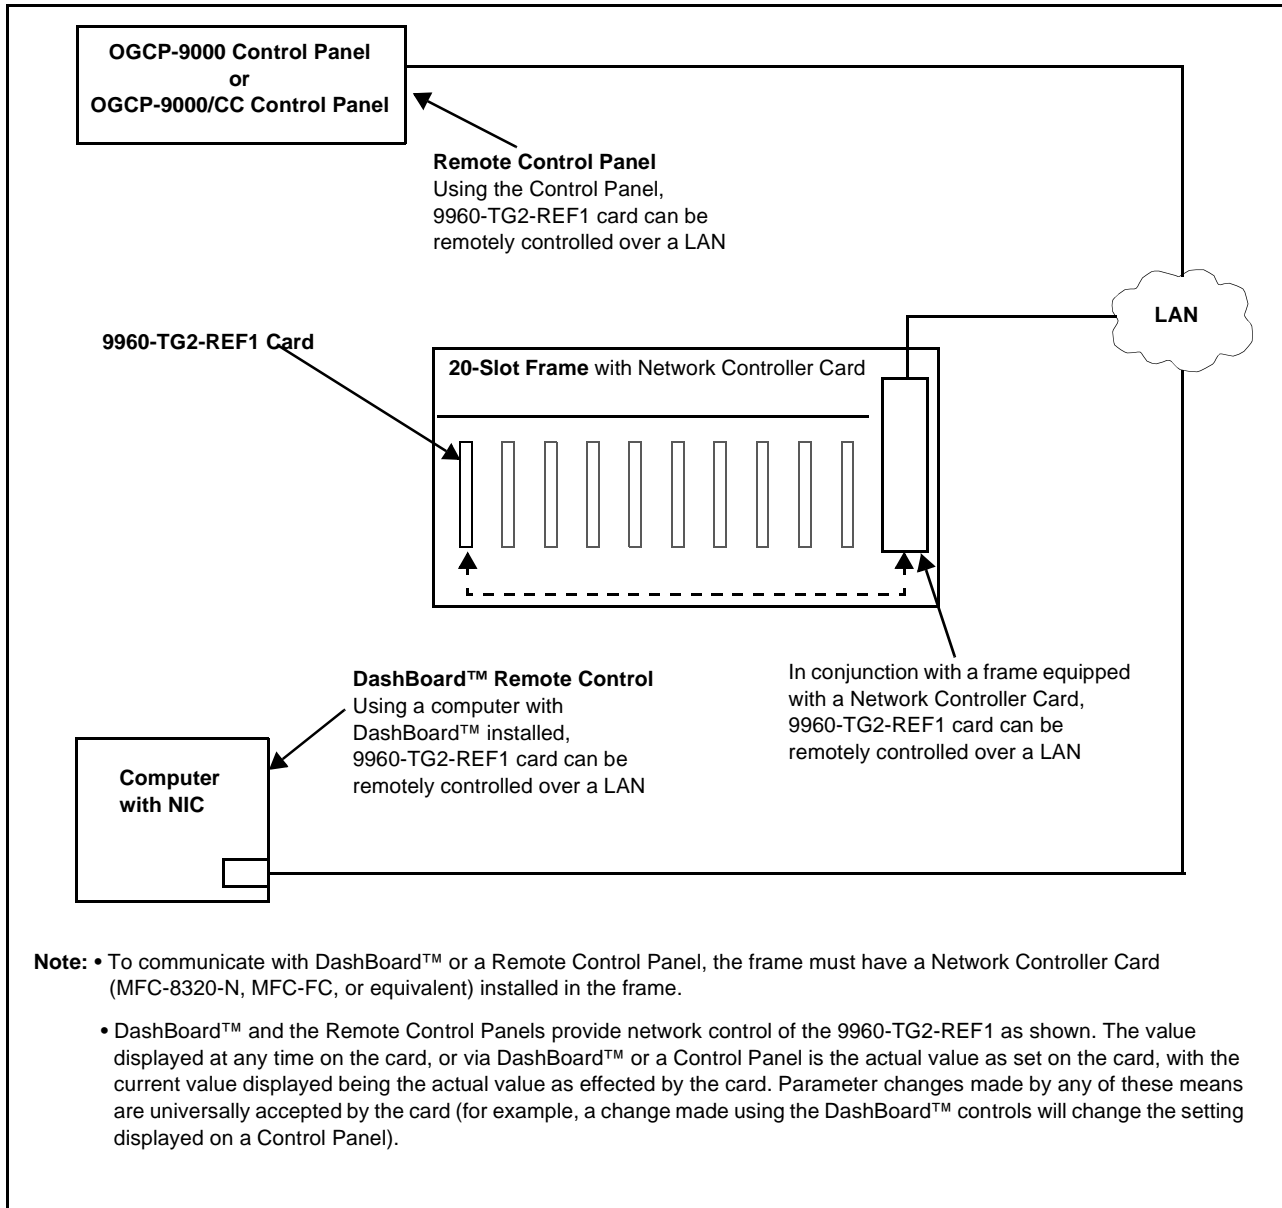 OGCP-9000 Control Panel
or
OGCP-9000/CC Control Panel
Remote Control Panel
Using the Control Panel,
9960-TG2-REF1 card can be
remotely controlled over a LAN
LAN
9960-TG2-REF1 Card
20-Slot Frame with Network Controller Card
DashBoard™ Remote Control
Using a computer with
DashBoard™ installed,
9960-TG2-REF1 card can be
remotely controlled over a LAN
In conjunction with a frame equipped
with a Network Controller Card,
9960-TG2-REF1 card can be
remotely controlled over a LAN
Computer
with NIC
Note: • To communicate with DashBoard™ or a Remote Control Panel, the frame must have a Network Controller Card
(MFC-8320-N, MFC-FC, or equivalent) installed in the frame.
• DashBoard™ and the Remote Control Panels provide network control of the 9960-TG2-REF1 as shown. The value
displayed at any time on the card, or via DashBoard™ or a Control Panel is the actual value as set on the card, with the
current value displayed being the actual value as effected by the card. Parameter changes made by any of these means
are universally accepted by the card (for example, a change made using the DashBoard™ controls will change the setting
displayed on a Control Panel).